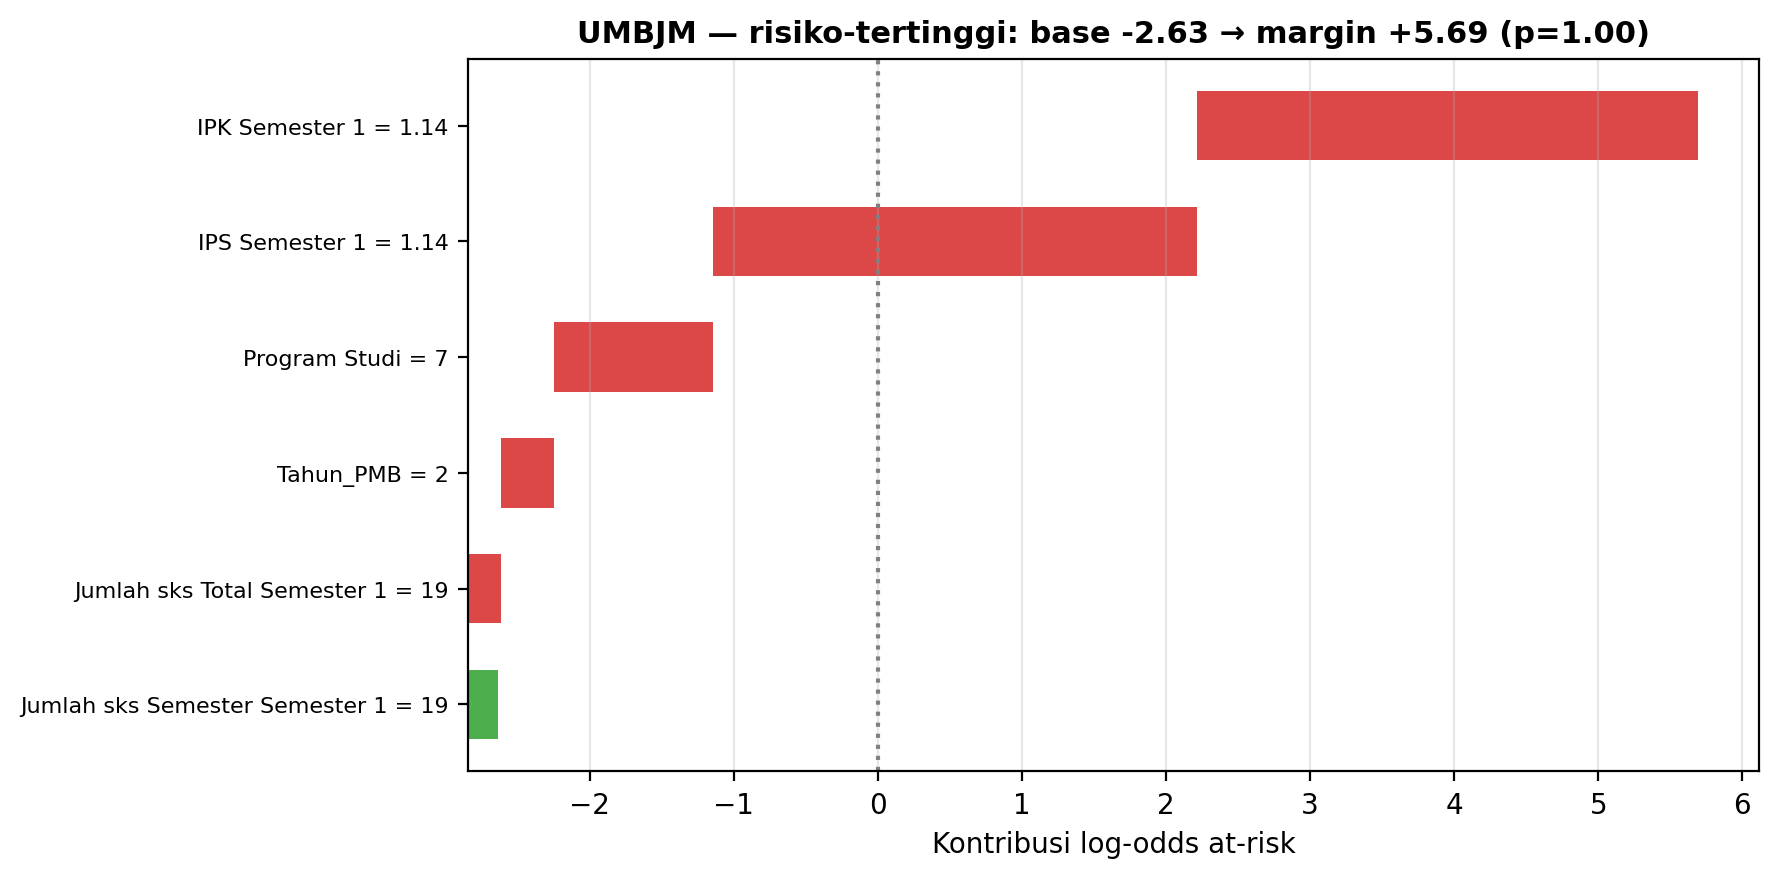 UMBJM — risiko-tertinggi: base -2.63 → margin +5.69 (p=1.00)
IPK Semester 1 = 1.14
IPS Semester 1 = 1.14
Program Studi = 7
Tahun_PMB = 2
Jumlah sks Total Semester 1 = 19
Jumlah sks Semester Semester 1 = 19
−2 −1 0 1 2 3 4 5 6
Kontribusi log-odds at-risk